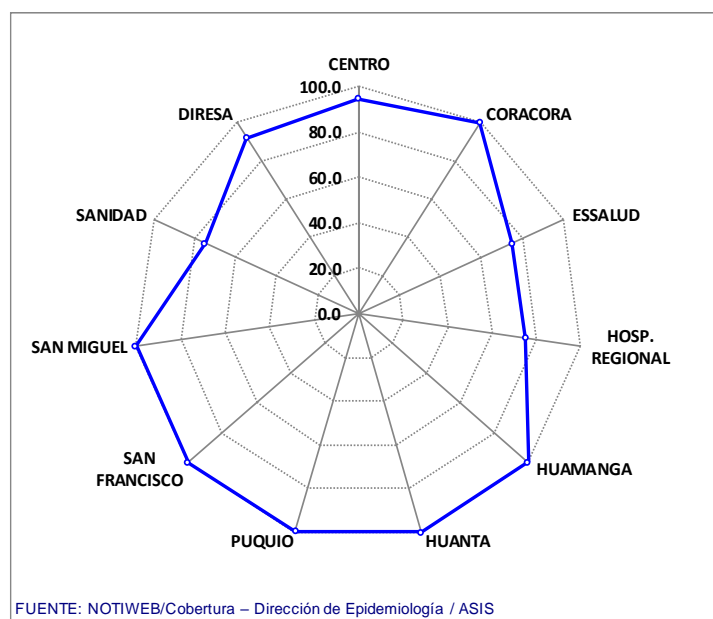 CENTRO
100.0
DIRESA
CORACORA
80.0
60.0
SANIDAD
ESSALUD
40.0
20.0
0.0
SAN MIGUEL
HOSP.
REGIONAL
SAN
FRANCISCO
HUAMANGA
PUQUIO
HUANTA
FUENTE: NOTIWEB/Cobertura – Dirección de Epidemiología / ASIS